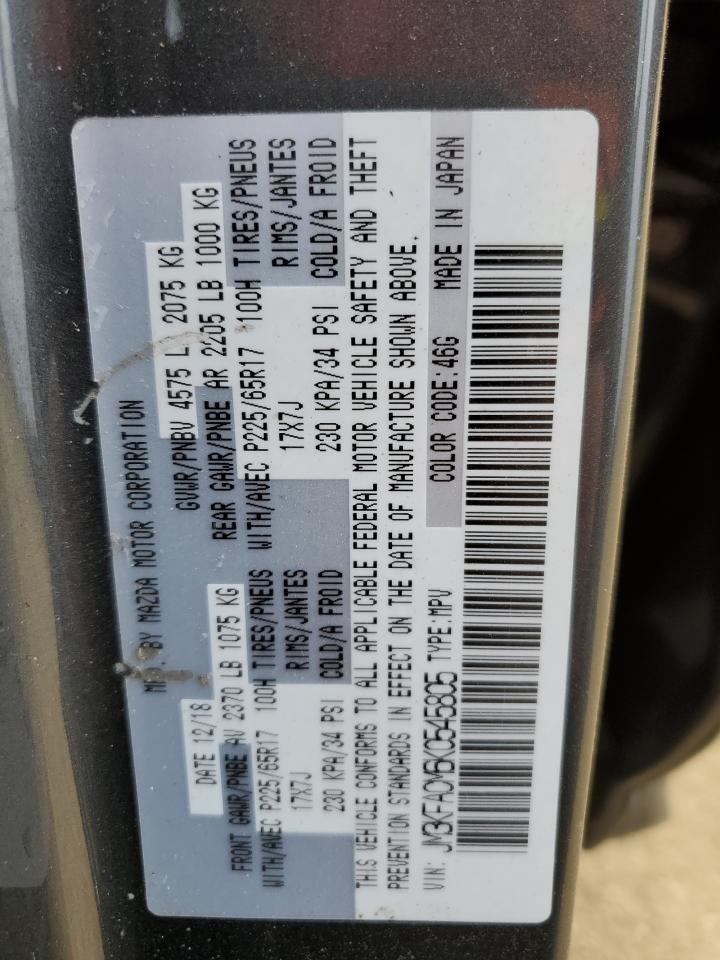 MFD. BY MAZDA MOTOR CORPORATION
DATE 12/18 GVWR/PNBV 4575 L 2075 KG
FRONT GAWR/PNBE AV 2370 LB 1075 KG REAR GAWR/PNBE AR 2205 LB 1000 KG
WITH/AVEC P225/65R17 100H TIRES/PNEUS WITH/AVEC P225/65R17 100H TIRES/PNEUS
17X7J RIMS/JANTES 17X7J RIMS/JANTES
230 KPA/34 PSI COLD/A FROID 230 KPA/34 PSI COLD/A FROID
THIS VEHICLE CONFORMS TO ALL APPLICABLE FEDERAL MOTOR VEHICLE SAFETY AND THEFT
PREVENTION STANDARDS IN EFFECT ON THE DATE OF MANUFACTURE SHOWN ABOVE.
VIN: JM3KFACM6K0545805 TYPE:MPV COLOR CODE:46G MADE IN JAPAN